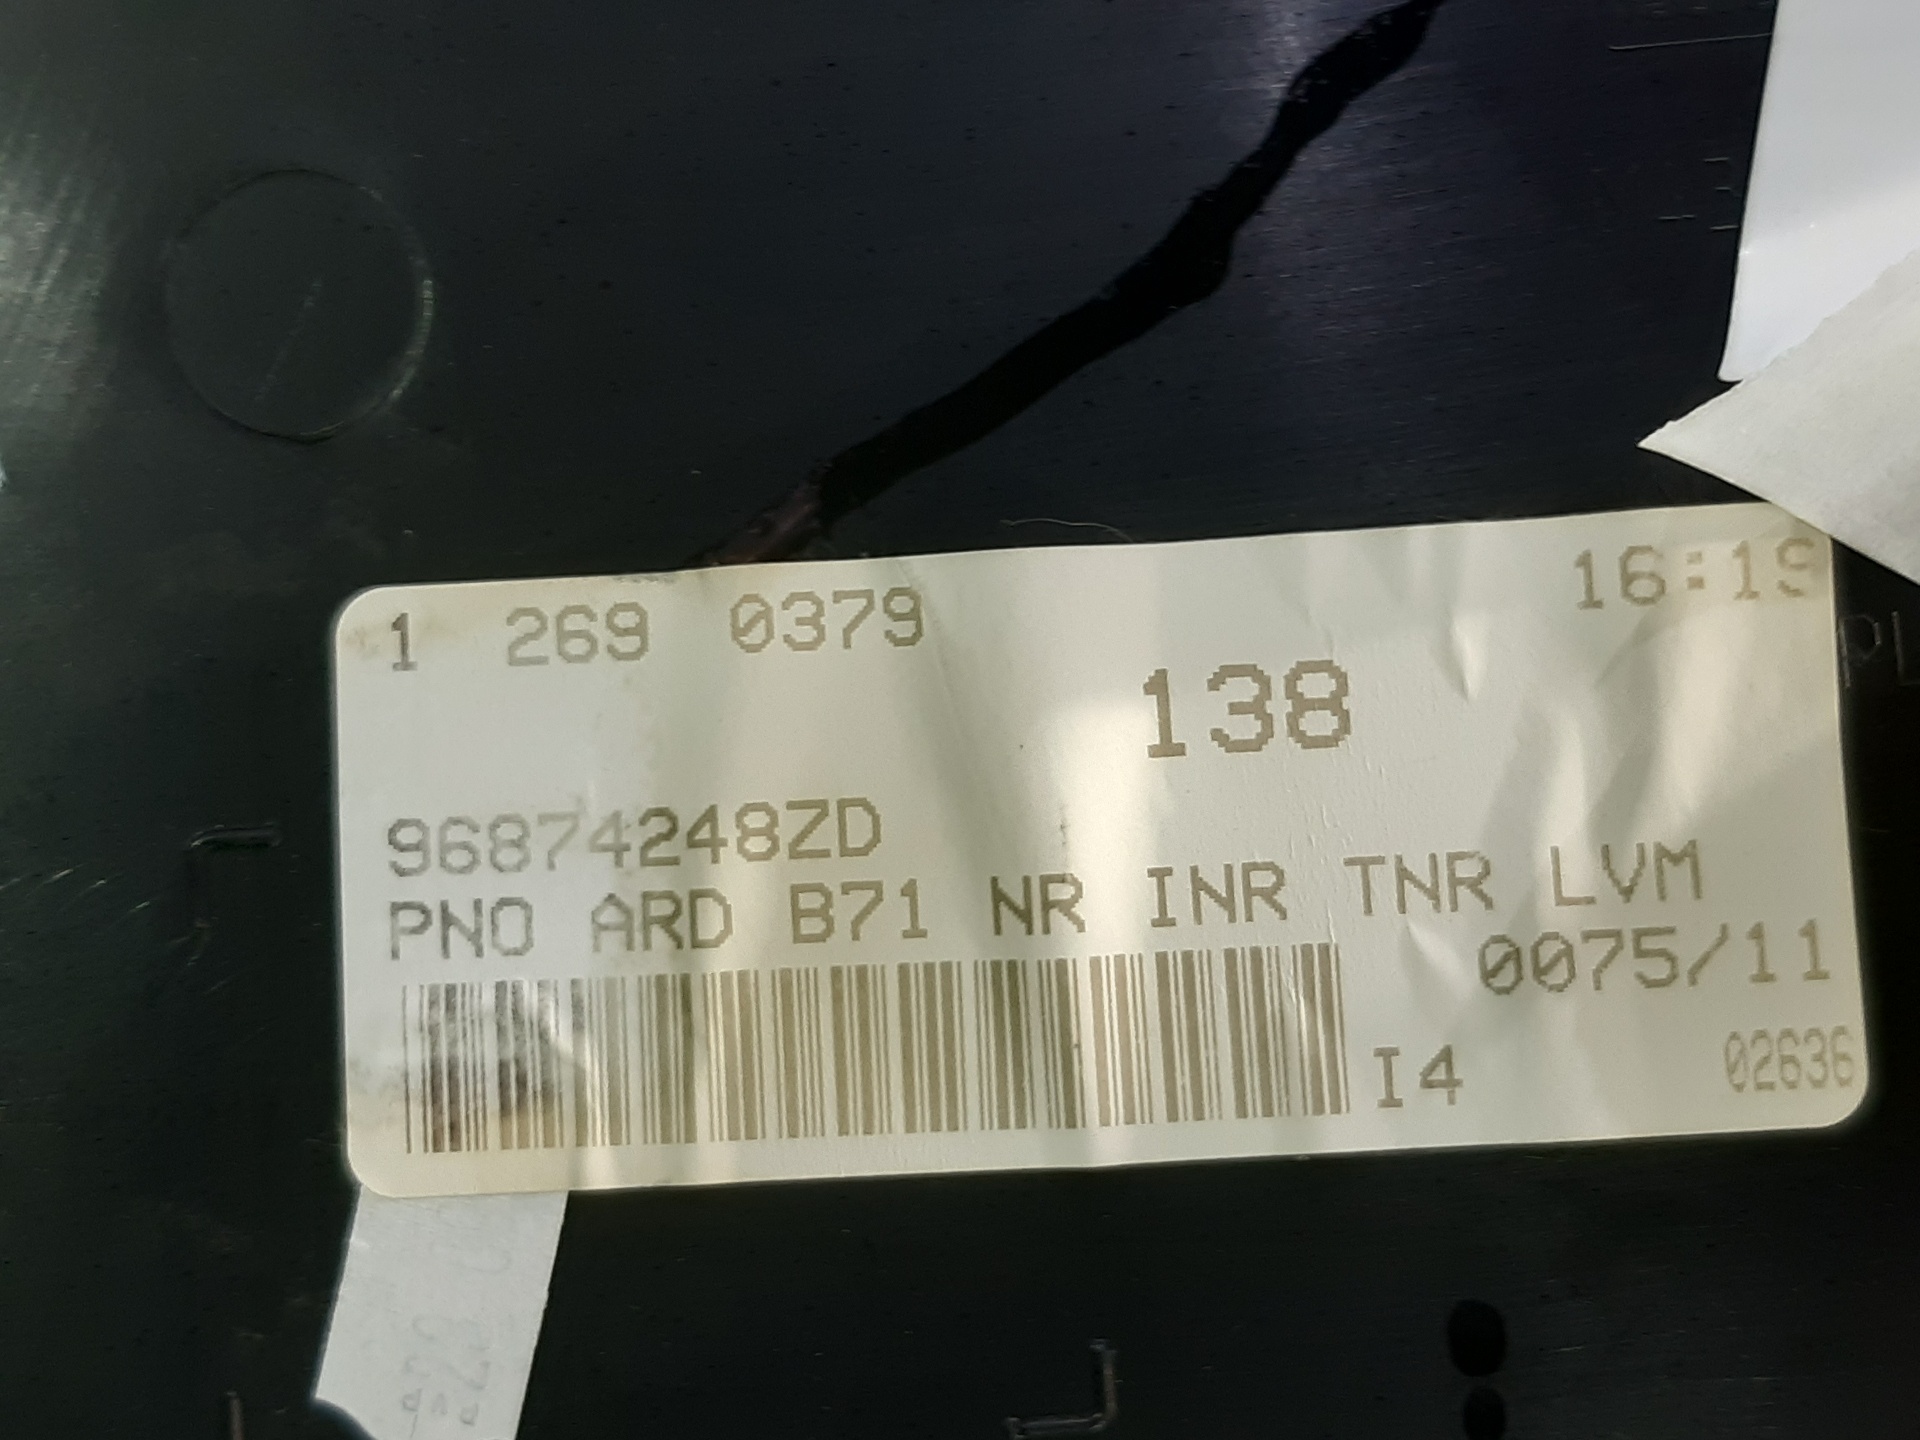 1 269 0379 16:19
138
96874248ZD
PNO ARD B71 NR INR TNR LVM
0075/11
I4 02636